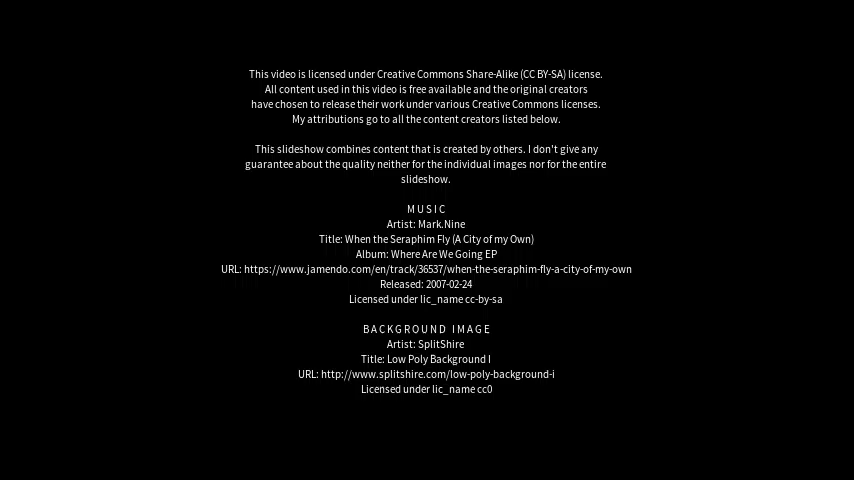 This video is licensed under Creative Commons Share-Alike (CC BY-SA) license.
All content used in this video is free available and the original creators
have chosen to release their work under various Creative Commons licenses.
My attributions go to all the content creators listed below.
This slideshow combines content that is created by others. I don't give any
guarantee about the quality neither for the individual images nor for the entire
slideshow.
MUSIC
Artist: Mark.Nine
Title: When the Seraphim Fly (A City of my Own)
Album: Where Are We Going EP
URL: https://www.jamendo.com/en/track/36537/when-the-seraphim-fly-a-city-of-my-own
Released: 2007-02-24
Licensed under lic_name cc-by-sa
BACKGROUND IMAGE
Artist: SplitShire
Title: Low Poly Background I
URL: http://www.splitshire.com/low-poly-background-i
Licensed under lic_name cc0